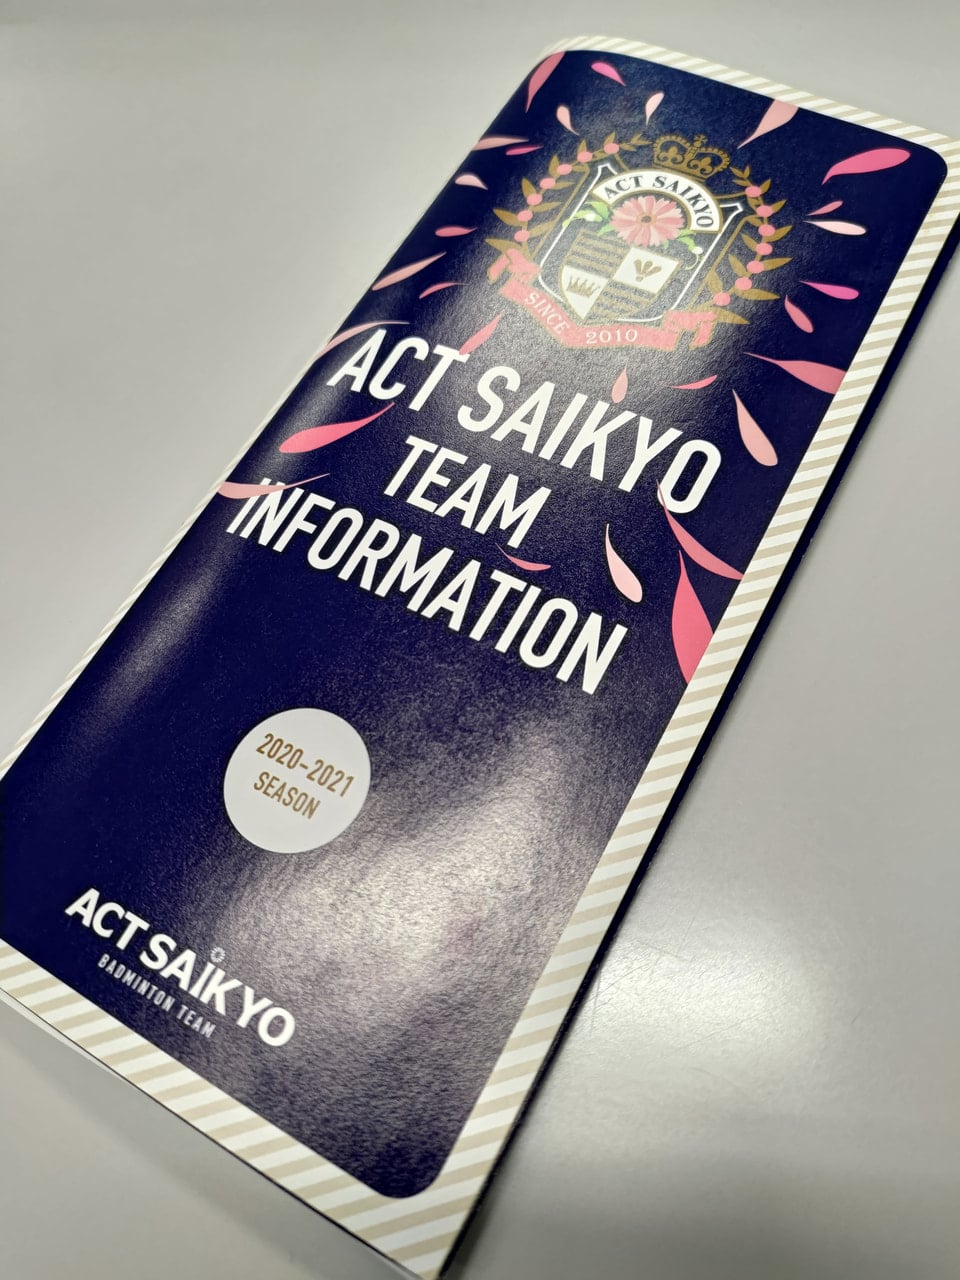 ACT SAIKYO
SINCE 2010
ACT SAIKYO
TEAM
INFORMATION
2020-2021
SEASON
ACT SAIKYO
BADMINTON TEAM